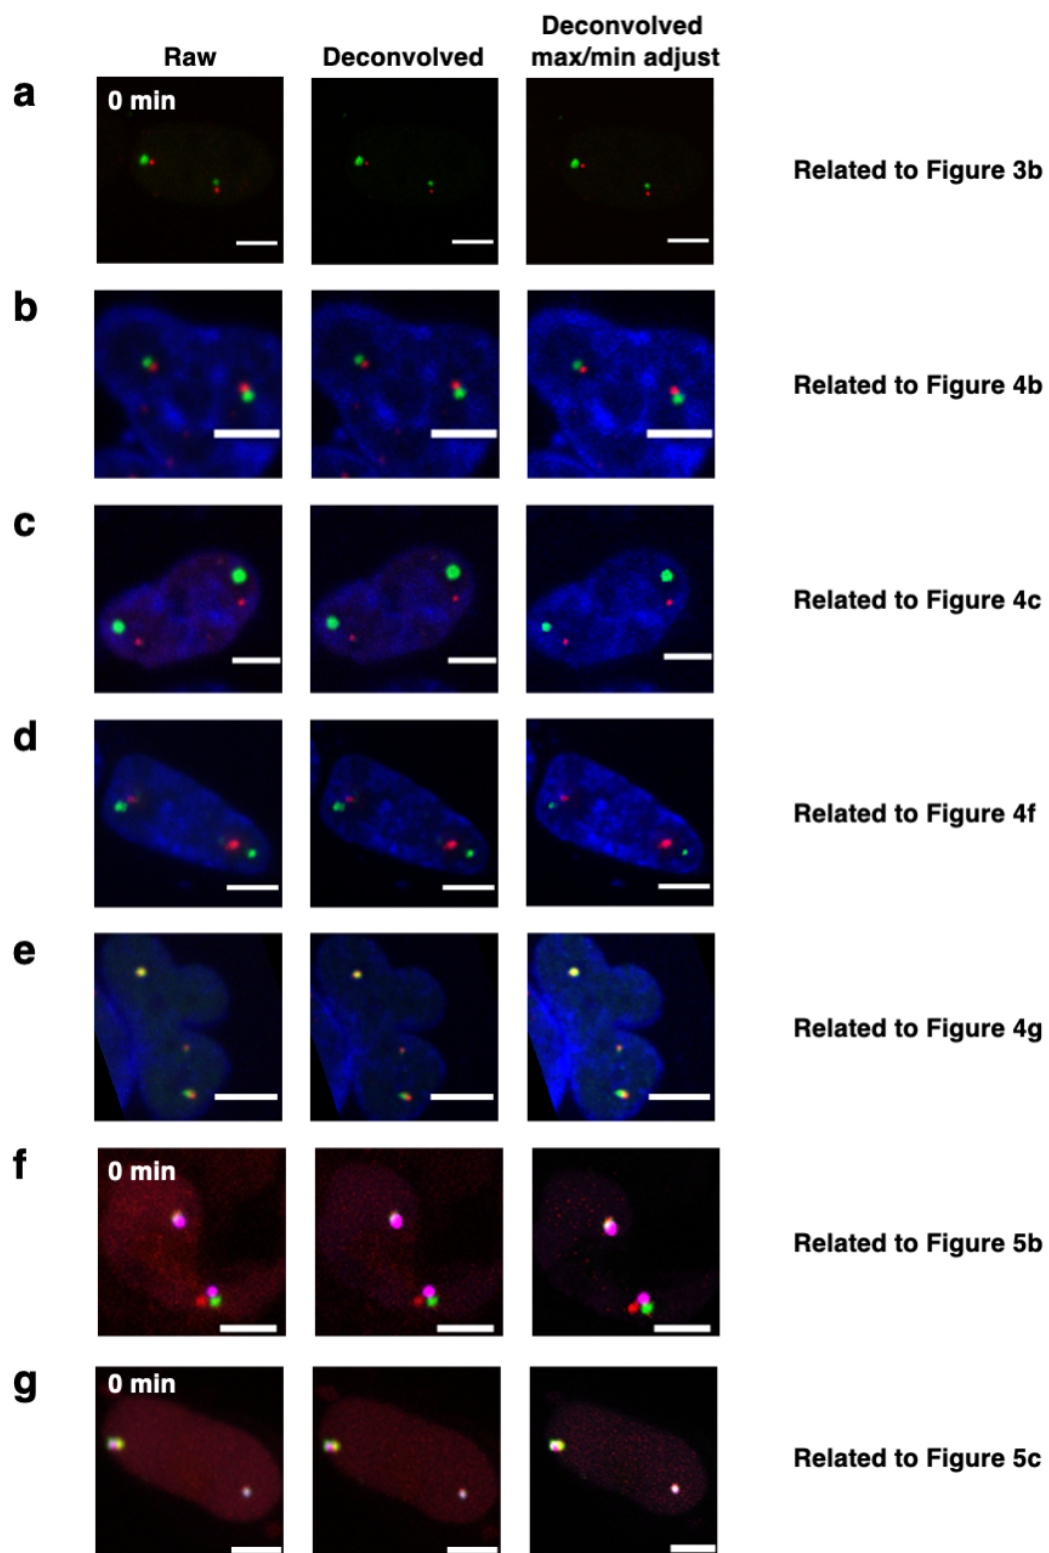 Raw
Deconvolved
Deconvolved
max/min adjust
a
0 min
Related to Figure 3b
b
Related to Figure 4b
c
Related to Figure 4c
d
Related to Figure 4f
e
Related to Figure 4g
f
0 min
Related to Figure 5b
g
0 min
Related to Figure 5c